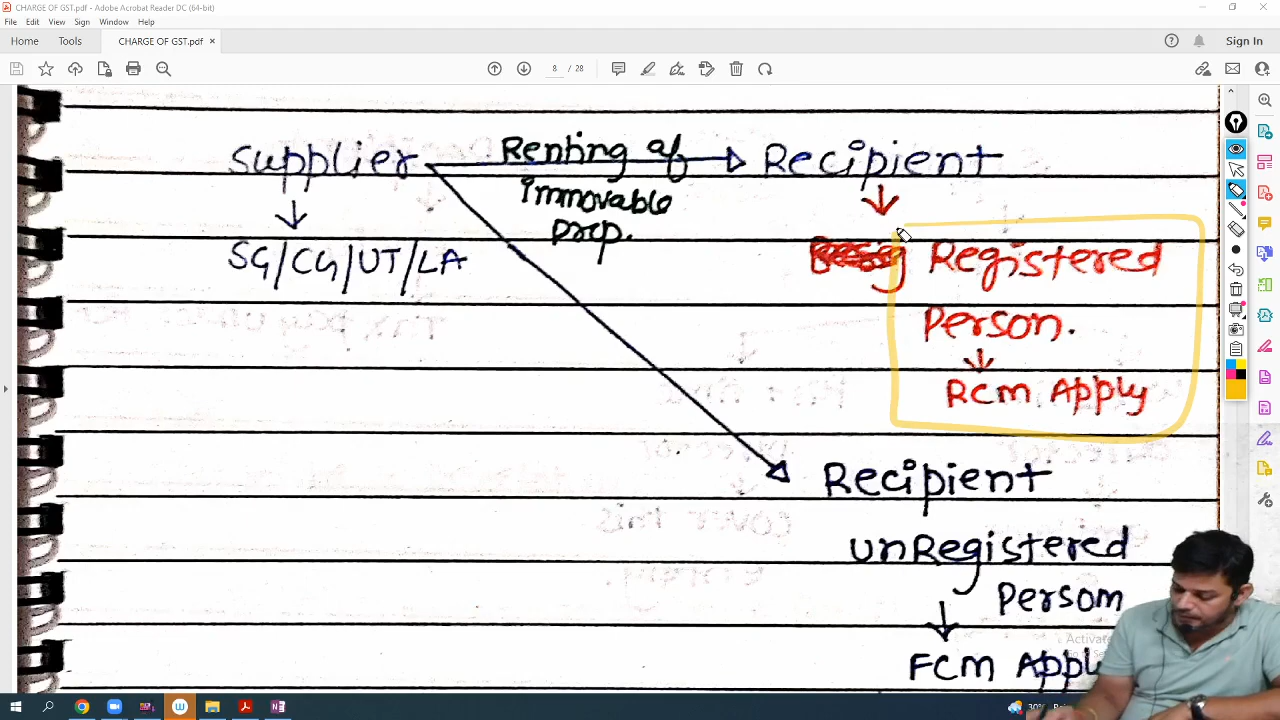 CHARGE OF GST.pdf - Adobe Acrobat Reader DC (64-bit)
File Edit View Sign Window Help
Home Tools CHARGE OF GST.pdf × Sign In
8 / 28
Supplier Renting of Recipient
immovable
prop.
SG/CG/UT/LA Registered
Person.
RCM Apply
Recipient
unRegistered
Person
FCM Appl
30°